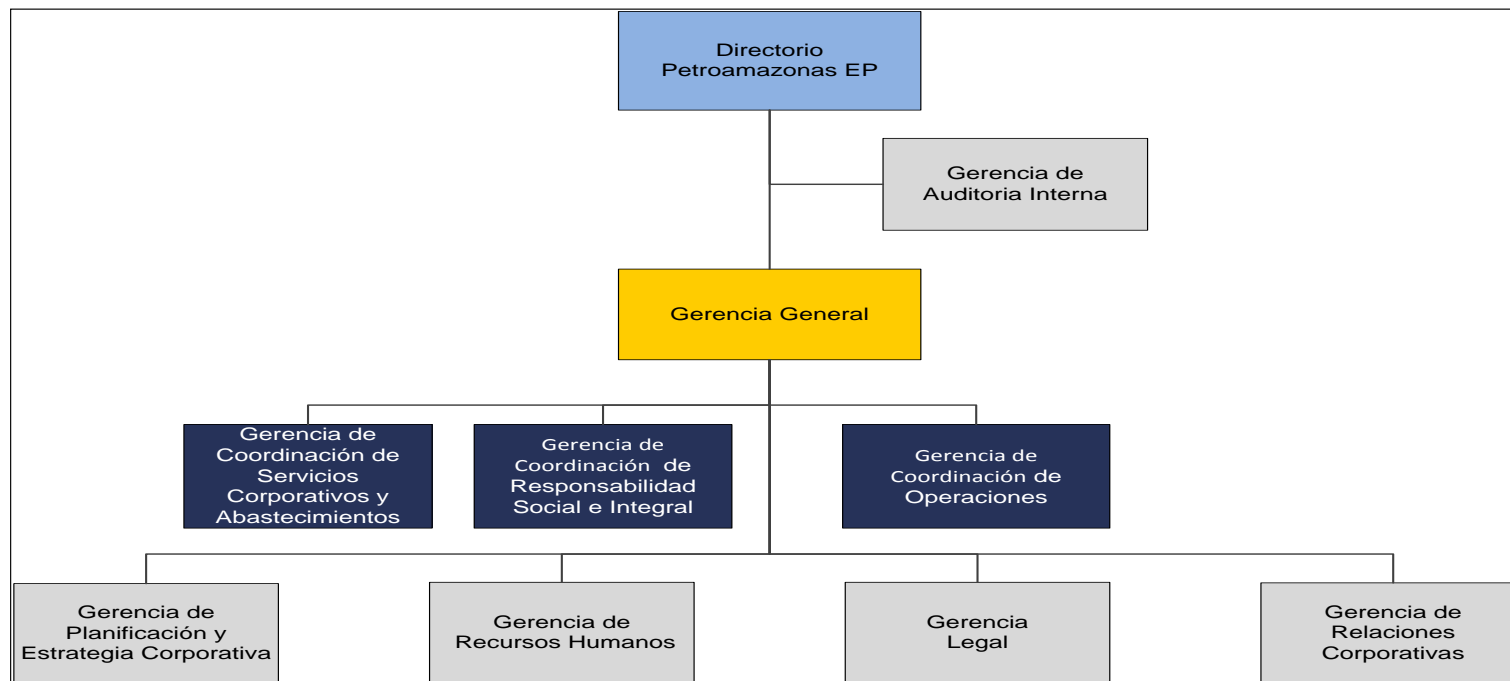 Directorio
Petroamazonas EP
Gerencia de
Auditoria Interna
Gerencia General
Gerencia de
Coordinación de
Servicios
Corporativos y
Abastecimientos
Gerencia de
Coordinación de
Responsabilidad
Social e Integral
Gerencia de
Coordinación de
Operaciones
Gerencia de
Planificación y
Estrategia Corporativa
Gerencia de
Recursos Humanos
Gerencia
Legal
Gerencia de
Relaciones
Corporativas